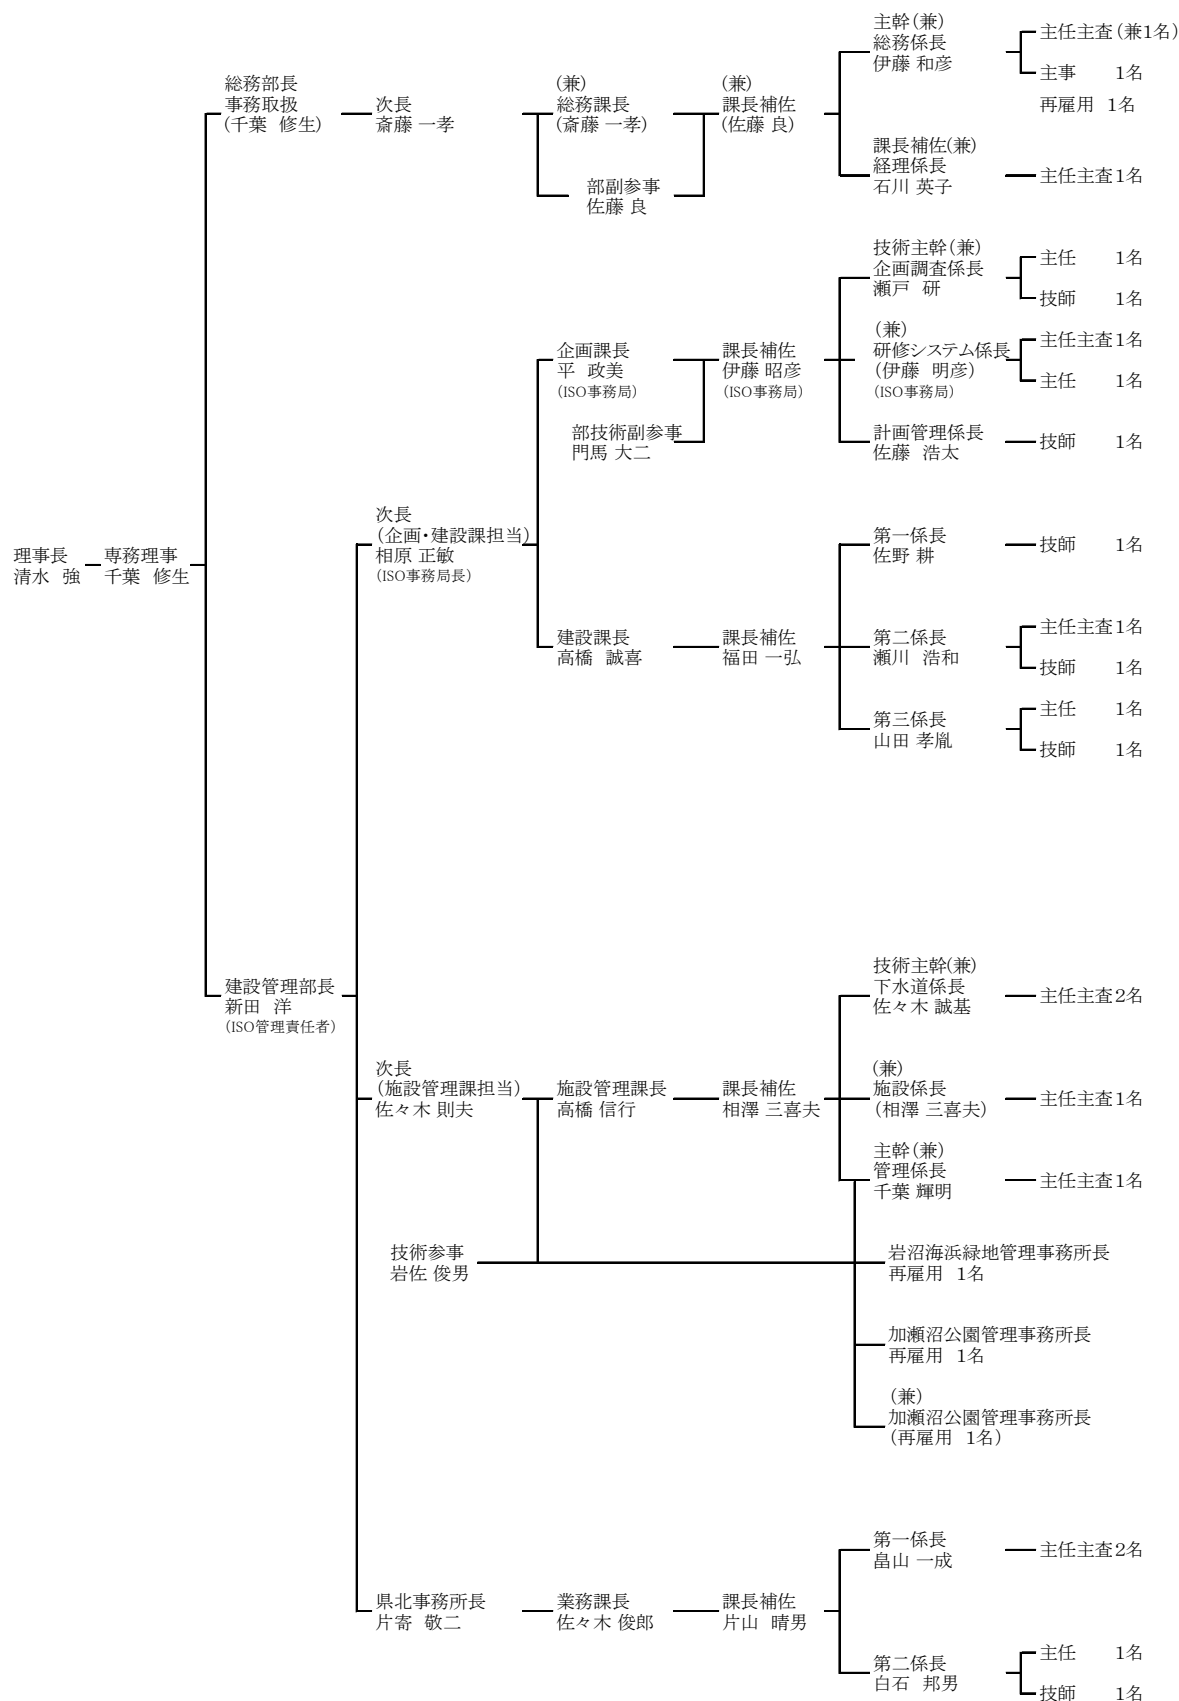 理事長
清水　強
専務理事
千葉　修生
総務部長
事務取扱
(千葉　修生)
次長
斎藤 一孝
(兼)
総務課長
(斎藤 一孝)
部副参事
佐藤 良
(兼)
課長補佐
(佐藤 良)
主幹(兼)
総務係長
伊藤 和彦
主任主査(兼1名)
主事　1名
再雇用　1名
課長補佐(兼)
経理係長
石川 英子
主任主査1名
建設管理部長
新田　洋
(ISO管理責任者)
次長
(企画・建設課担当)
相原 正敏
(ISO事務局長)
企画課長
平　政美
(ISO事務局)
部技術副参事
門馬 大二
課長補佐
伊藤 昭彦
(ISO事務局)
技術主幹(兼)
企画調査係長
瀬戸　研
主任　1名
技師　1名
(兼)
研修システム係長
(伊藤　明彦)
(ISO事務局)
主任主査1名
主任　1名
計画管理係長
佐藤　浩太
技師　1名
建設課長
高橋　誠喜
課長補佐
福田 一弘
第一係長
佐野 耕
技師　1名
第二係長
瀬川　浩和
主任主査1名
技師　1名
第三係長
山田 孝胤
主任　1名
技師　1名
次長
(施設管理課担当)
佐々木 則夫
施設管理課長
高橋 信行
課長補佐
相澤 三喜夫
技術主幹(兼)
下水道係長
佐々木 誠基
主任主査2名
(兼)
施設係長
(相澤 三喜夫)
主任主査1名
主幹(兼)
管理係長
千葉 輝明
主任主査1名
技術参事
岩佐 俊男
岩沼海浜緑地管理事務所長
再雇用　1名
加瀬沼公園管理事務所長
再雇用　1名
(兼)
加瀬沼公園管理事務所長
(再雇用　1名)
県北事務所長
片寄　敬二
業務課長
佐々木 俊郎
課長補佐
片山　晴男
第一係長
畠山 一成
主任主査2名
第二係長
白石　邦男
主任　1名
技師　1名